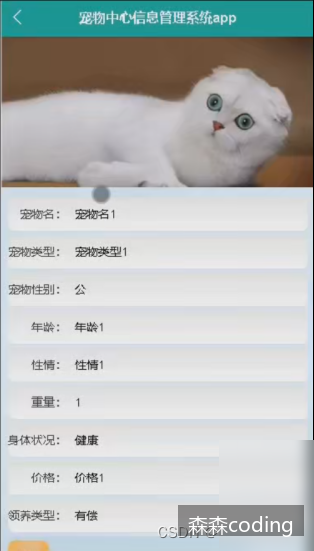 宠物中心信息管理系统app
宠物名： 宠物名1
宠物类型： 宠物类型1
宠物性别： 公
年龄： 年龄1
性情： 性情1
重量： 1
身体状况： 健康
价格： 价格1
领养类型： 有偿
森森coding